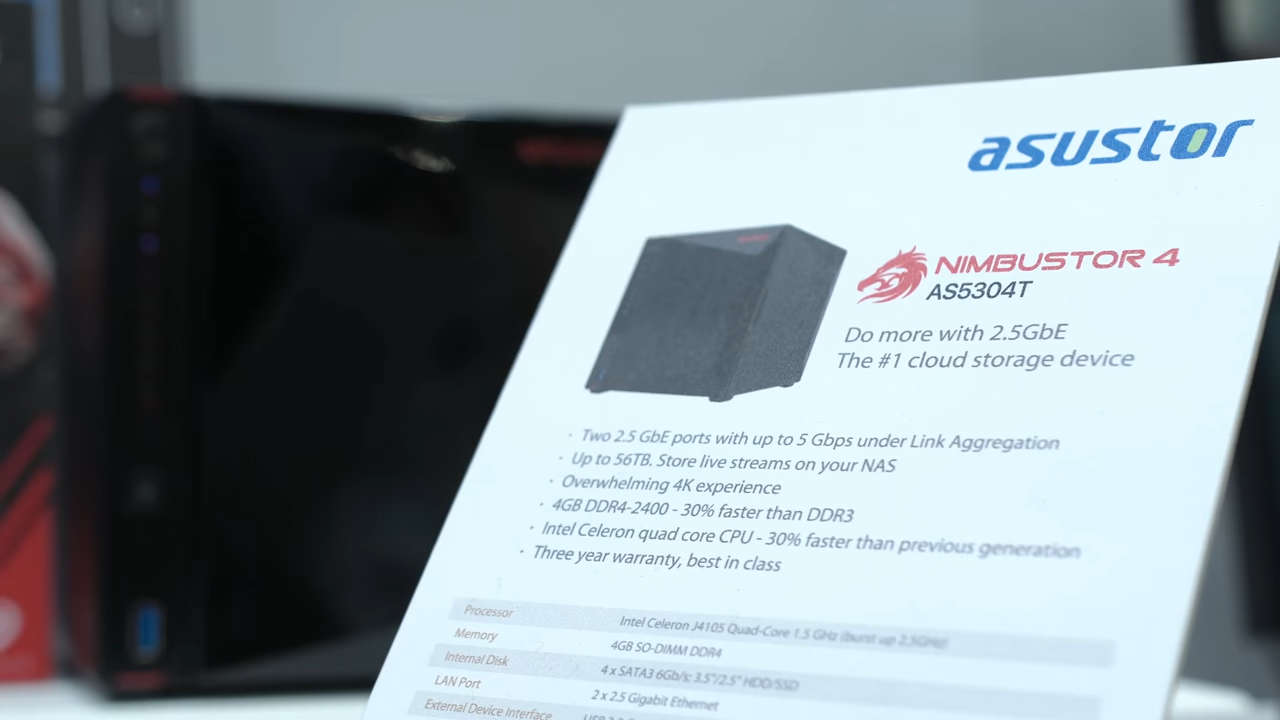 asustor
NIMBUSTOR 4
AS5304T
Do more with 2.5GbE
The #1 cloud storage device
· Two 2.5 GbE ports with up to 5 Gbps under Link Aggregation
· Up to 56TB. Store live streams on your NAS
· Overwhelming 4K experience
· 4GB DDR4-2400 - 30% faster than DDR3
· Intel Celeron quad core CPU - 30% faster than previous generation
· Three year warranty, best in class
Processor Intel Celeron J4105 Quad-Core 1.5 GHz (burst up 2.5GHz)
Memory 4GB SO-DIMM DDR4
Internal Disk 4 x SATA3 6Gb/s; 3.5"/2.5" HDD/SSD
LAN Port 2 x 2.5 Gigabit Ethernet
External Device Interface